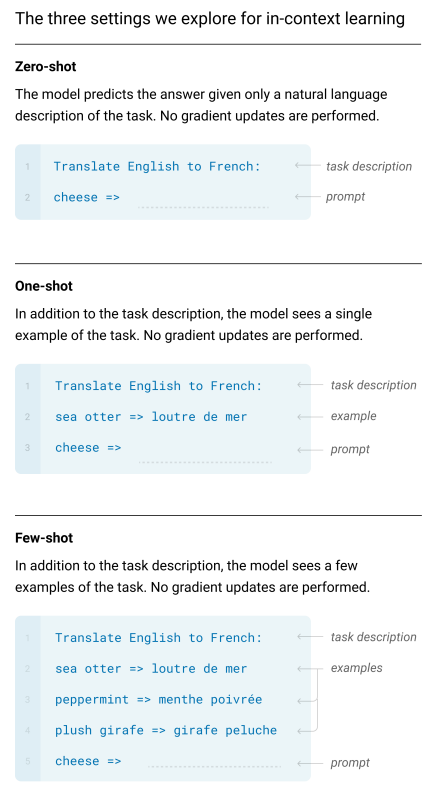 The three settings we explore for in-context learning
Zero-shot
The model predicts the answer given only a natural language
description of the task. No gradient updates are performed.
1 Translate English to French: task description
2 cheese => prompt
One-shot
In addition to the task description, the model sees a single
example of the task. No gradient updates are performed.
1 Translate English to French: task description
2 sea otter => loutre de mer example
3 cheese => prompt
Few-shot
In addition to the task description, the model sees a few
examples of the task. No gradient updates are performed.
1 Translate English to French: task description
2 sea otter => loutre de mer examples
3 peppermint => menthe poivrée
4 plush girafe => girafe peluche
5 cheese => prompt